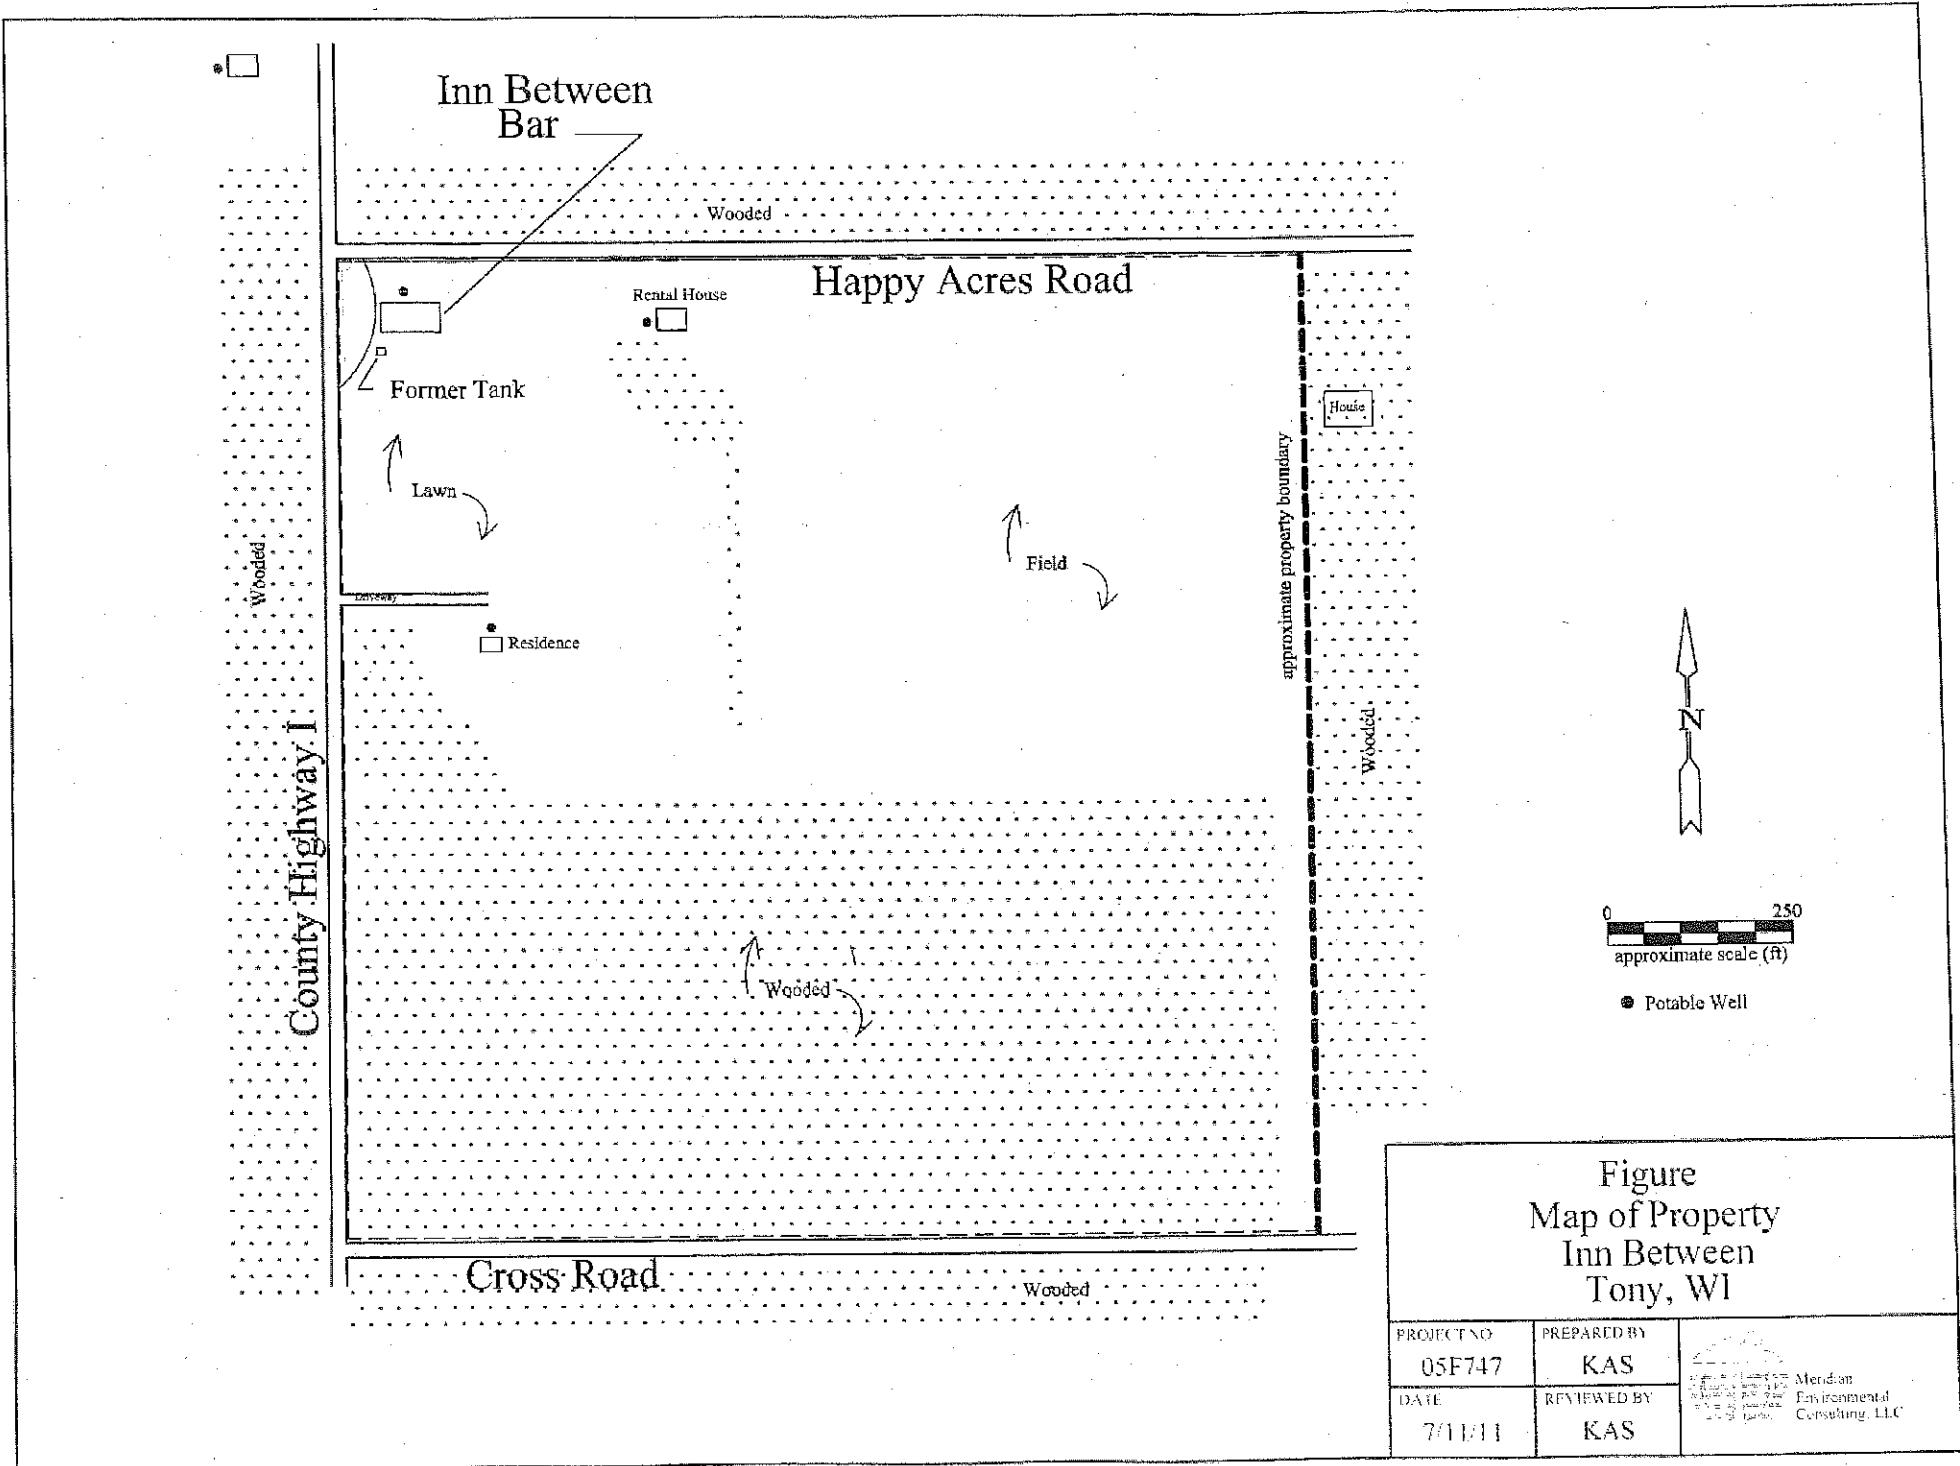 Inn Between
Bar
Wooded
Happy Acres Road
Rental House
Former Tank
House
approximate property boundary
Lawn
Field
Wooded
Driveway
Residence
County Highway I
Wooded
N
0 250
approximate scale (ft)
Potable Well
Wooded
Cross Road
Wooded
Figure
Map of Property
Inn Between
Tony, WI
PROJECT NO
05F747
PREPARED BY
KAS
DATE
7/11/11
REVIEWED BY
KAS
Meridian
Environmental
Consulting, LLC